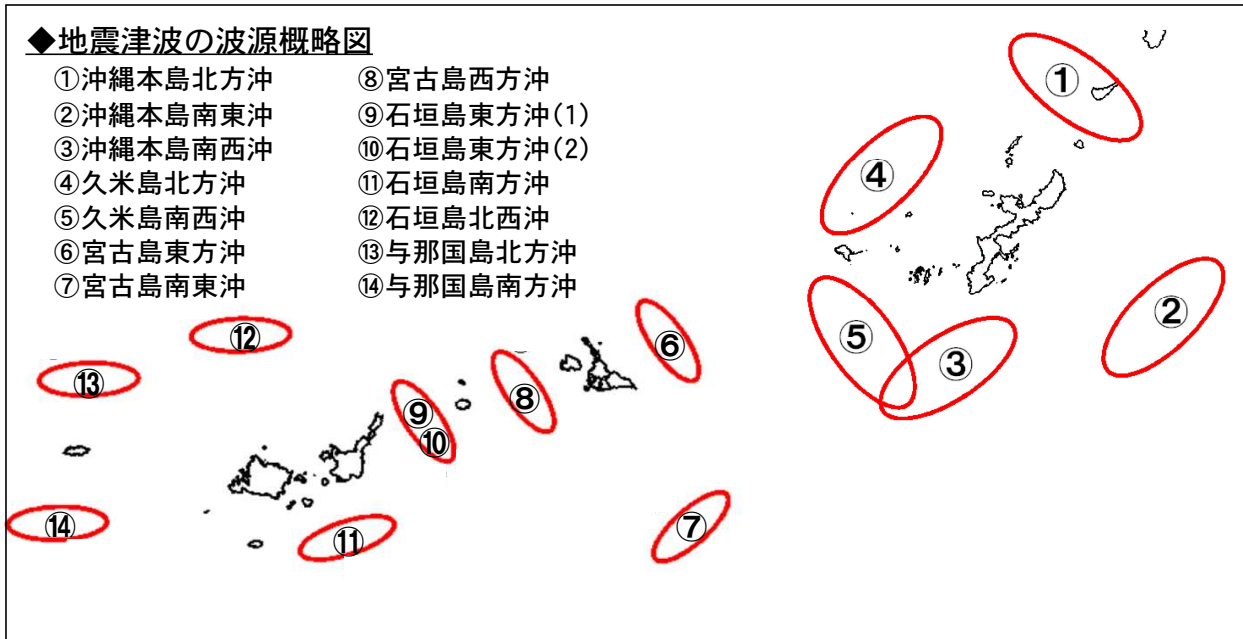 ◆地震津波の波源概略図
①沖縄本島北方沖
②沖縄本島南東沖
③沖縄本島南西沖
④久米島北方沖
⑤久米島南西沖
⑥宮古島東方沖
⑦宮古島南東沖
⑧宮古島西方沖
⑨石垣島東方沖(1)
⑩石垣島東方沖(2)
⑪石垣島南方沖
⑫石垣島北西沖
⑬与那国島北方沖
⑭与那国島南方沖
①
④
②
⑤
③
⑥
⑫
⑬
⑧
⑨
⑩
⑭
⑪
⑦